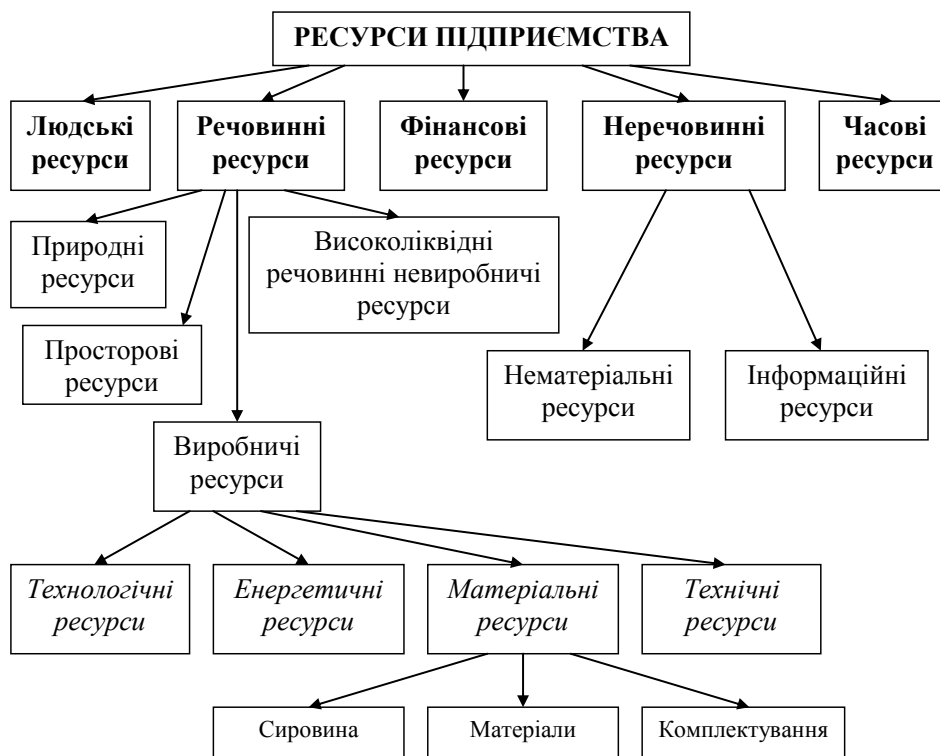 РЕСУРСИ ПІДПРИЄМСТВА
Людські
ресурси
Речовинні
ресурси
Фінансові
ресурси
Неречовинні
ресурси
Часові
ресурси
Природні
ресурси
Високоліквідні
речовинні невиробничі
ресурси
Просторові
ресурси
Нематеріальні
ресурси
Інформаційні
ресурси
Виробничі
ресурси
Технологічні
ресурси
Енергетичні
ресурси
Матеріальні
ресурси
Технічні
ресурси
Сировина
Матеріали
Комплектування